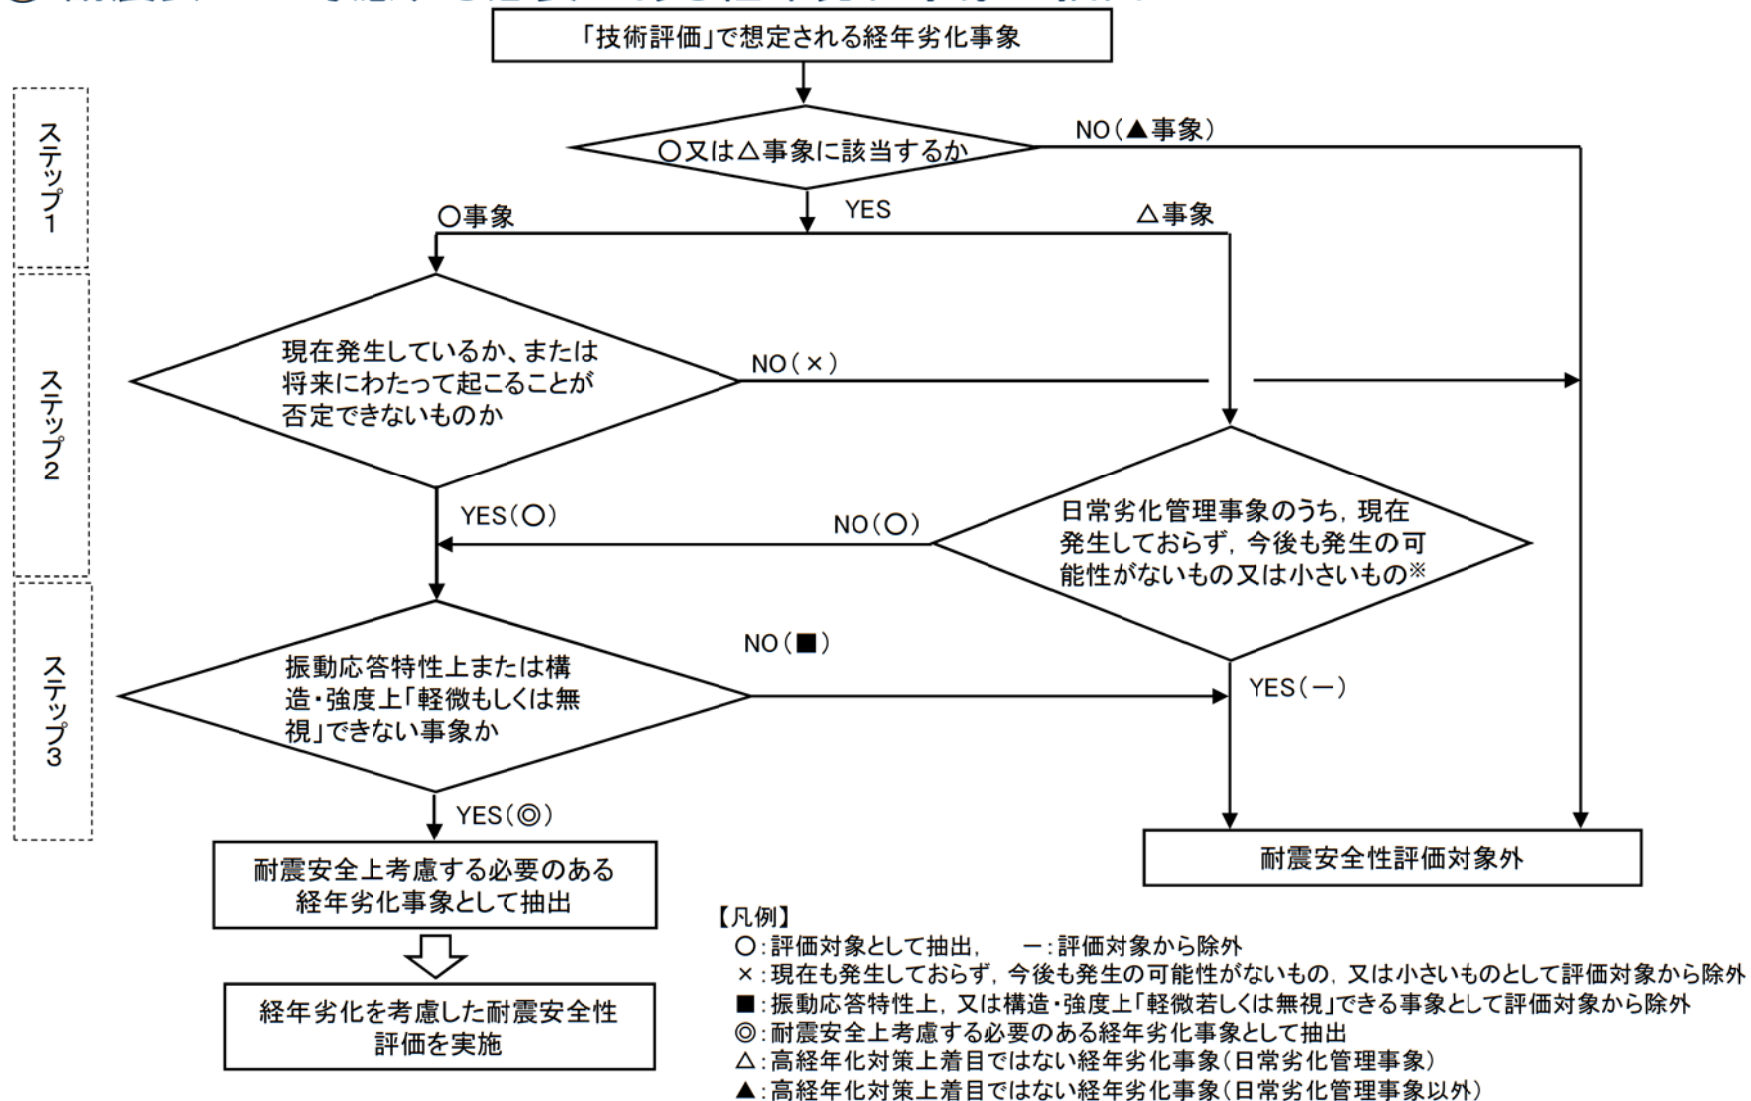 「技術評価」で想定される経年劣化事象
ステップ1
○又は△事象に該当するか
NO(▲事象)
YES
○事象
△事象
ステップ2
現在発生しているか、または
将来にわたって起こることが
否定できないものか
NO(×)
YES(○)
NO(○)
日常劣化管理事象のうち,現在
発生しておらず,今後も発生の可
能性がないもの又は小さいもの※
ステップ3
振動応答特性上または構
造・強度上「軽微もしくは無
視」できない事象か
NO(■)
YES(-)
YES(◎)
耐震安全上考慮する必要のある
経年劣化事象として抽出
耐震安全性評価対象外
経年劣化を考慮した耐震安全性
評価を実施
【凡例】
○:評価対象として抽出, -:評価対象から除外
×:現在も発生しておらず,今後も発生の可能性がないもの,又は小さいものとして評価対象から除外
■:振動応答特性上,又は構造・強度上「軽微若しくは無視」できる事象として評価対象から除外
◎:耐震安全上考慮する必要のある経年劣化事象として抽出
△:高経年化対策上着目ではない経年劣化事象(日常劣化管理事象)
▲:高経年化対策上着目ではない経年劣化事象(日常劣化管理事象以外)